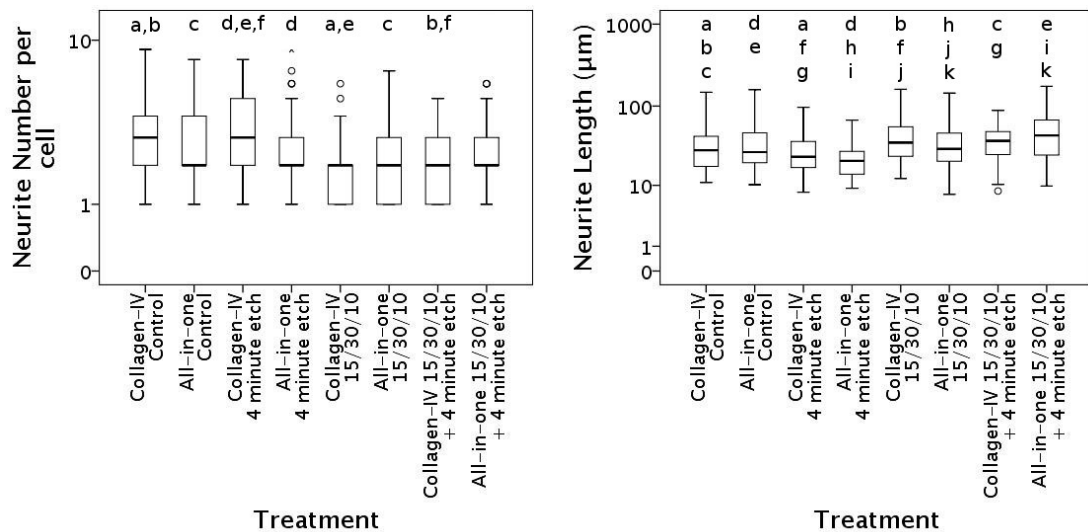 Neurite Number per
cell
10
1
0
a,b c d,e,f d a,e c b,f
Collagen–IV
Control
All–in–one
Control
Collagen–IV
4 minute etch
All–in–one
4 minute etch
Collagen–IV
15/30/10
All–in–one
15/30/10
Collagen–IV 15/30/10
+ 4 minute etch
All–in–one 15/30/10
+ 4 minute etch
Treatment
Neurite Length (µm)
1000
100
10
1
0
a d a d b h c e
b e f h f j g i
c g i j k k
Collagen–IV
Control
All–in–one
Control
Collagen–IV
4 minute etch
All–in–one
4 minute etch
Collagen–IV
15/30/10
All–in–one
15/30/10
Collagen–IV 15/30/10
+ 4 minute etch
All–in–one 15/30/10
+ 4 minute etch
Treatment